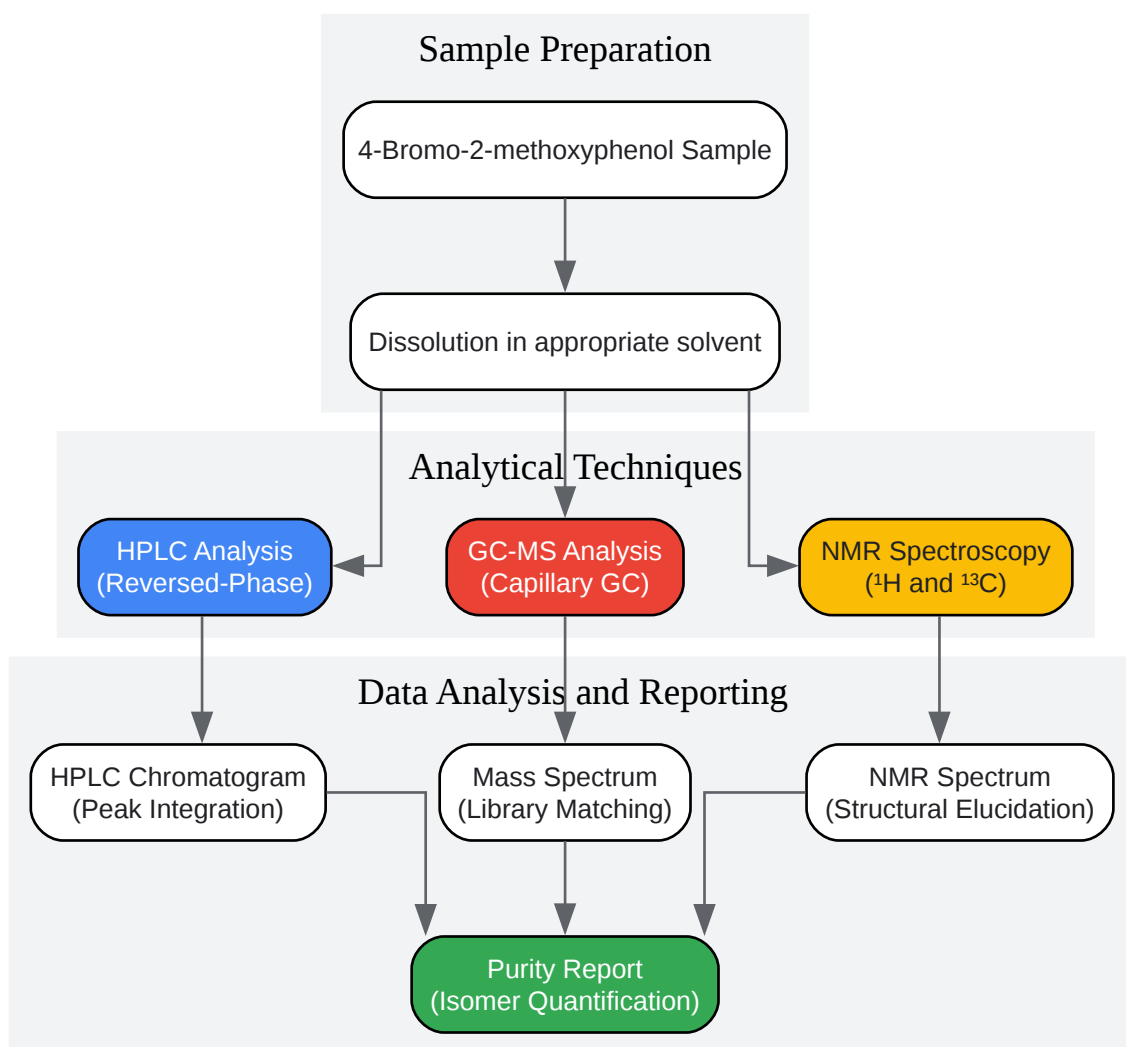 Sample Preparation
4-Bromo-2-methoxyphenol Sample
Dissolution in appropriate solvent
Analytical Techniques
HPLC Analysis
(Reversed-Phase)
GC-MS Analysis
(Capillary GC)
NMR Spectroscopy
(¹H and ¹³C)
Data Analysis and Reporting
HPLC Chromatogram
(Peak Integration)
Mass Spectrum
(Library Matching)
NMR Spectrum
(Structural Elucidation)
Purity Report
(Isomer Quantification)